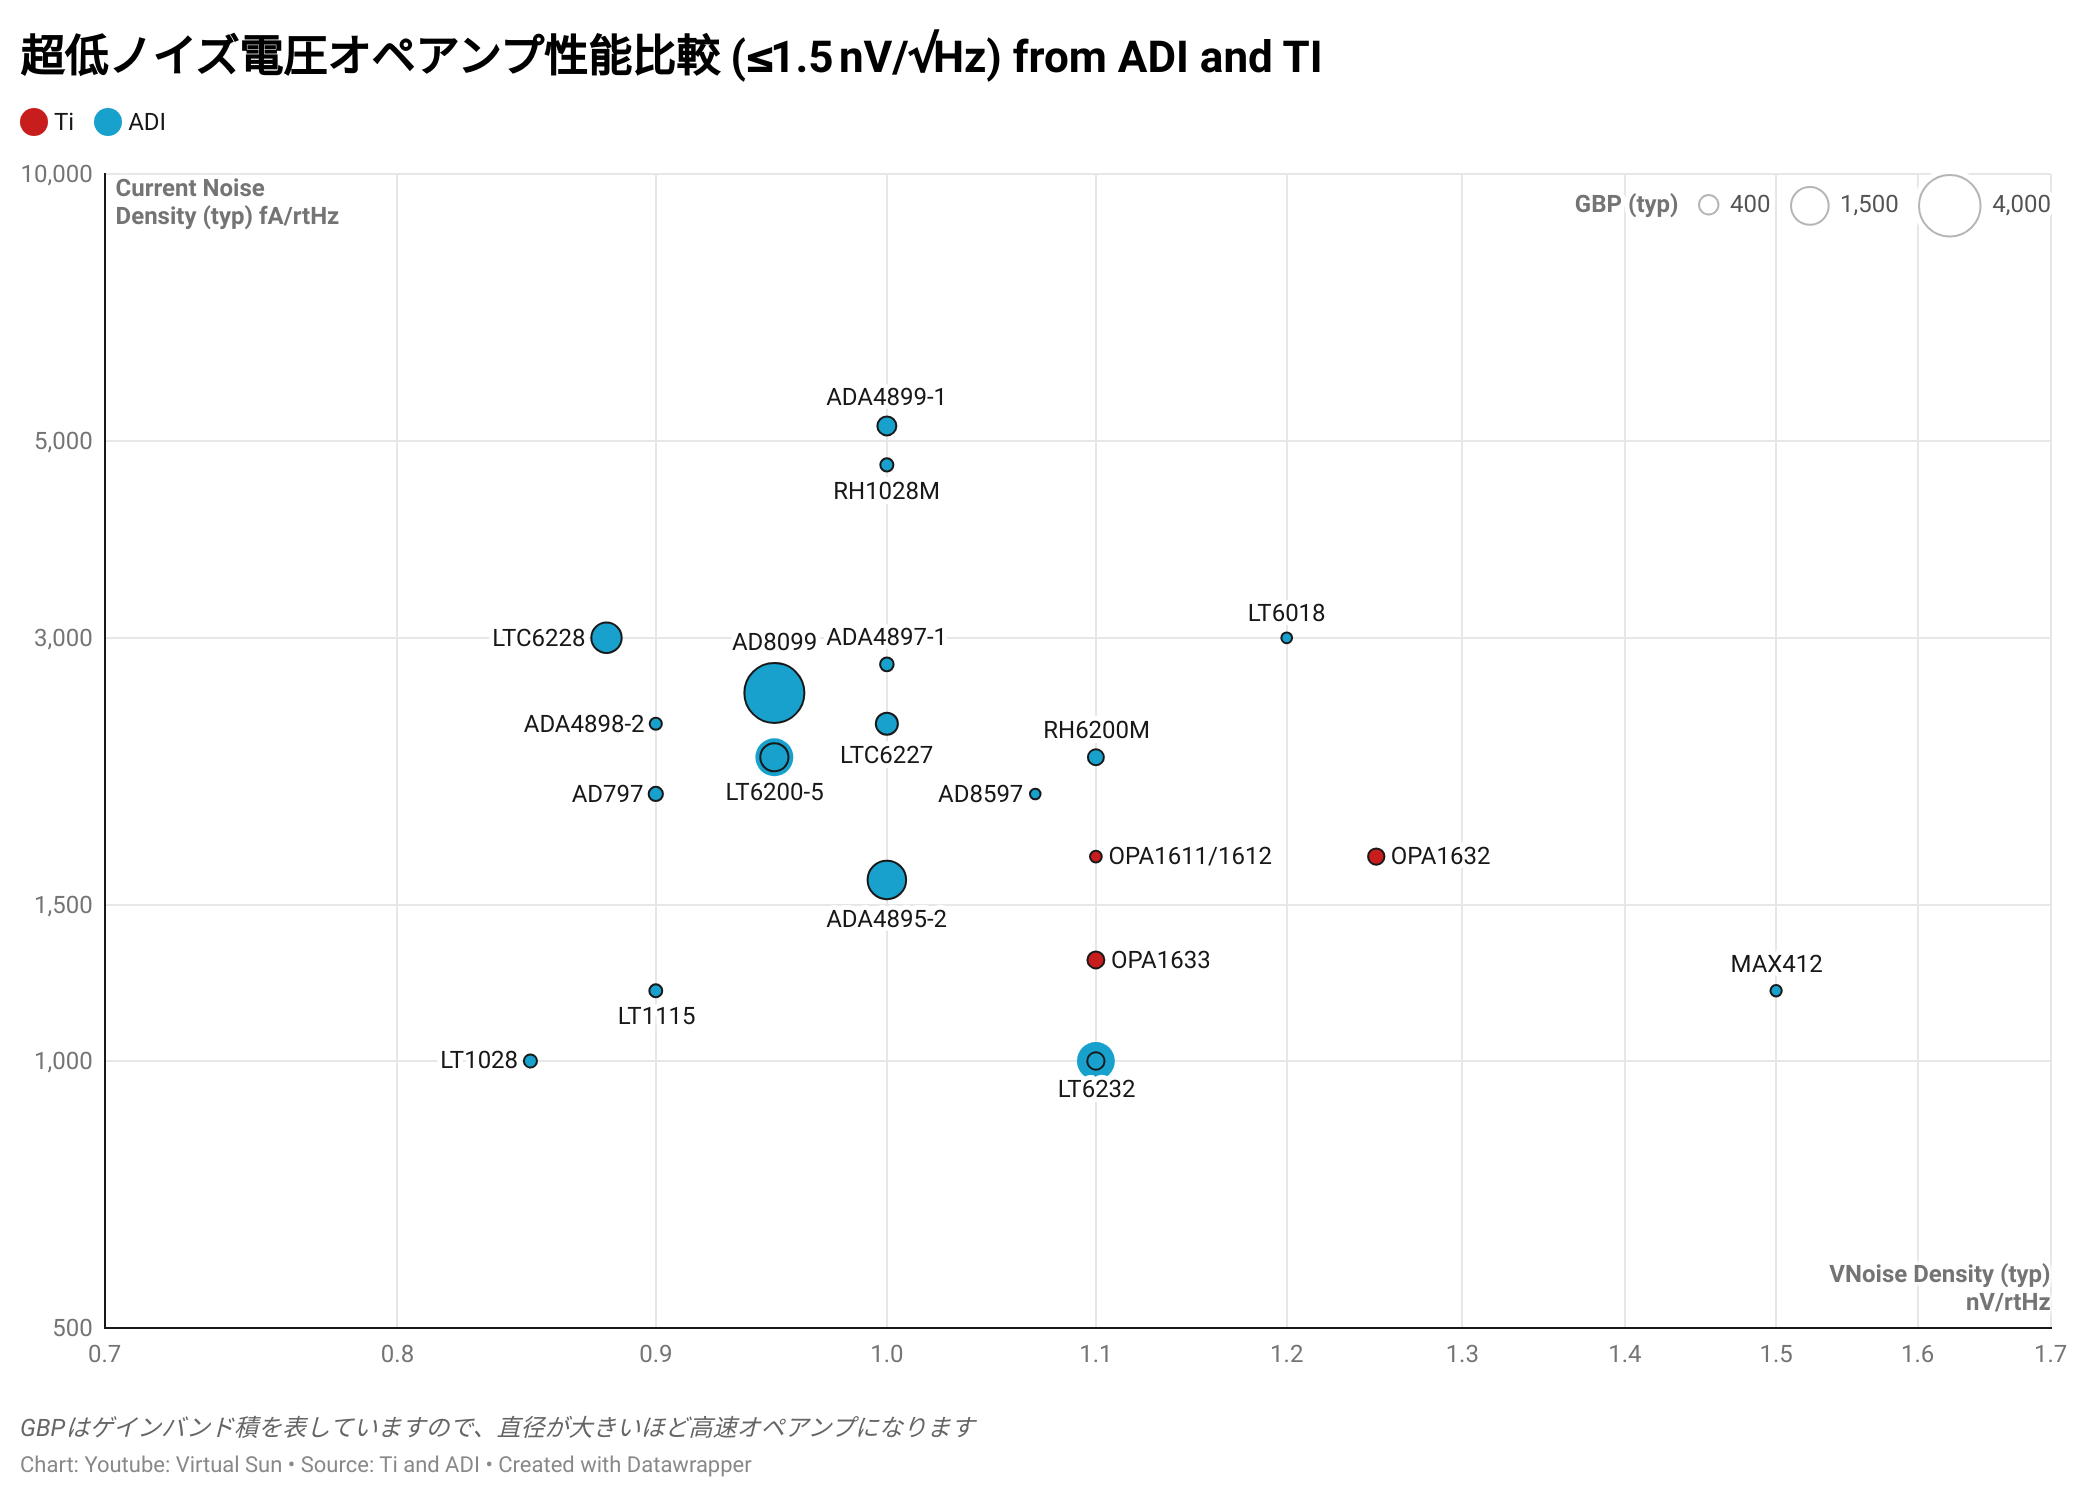 超低ノイズ電圧オペアンプ性能比較 (≤1.5 nV/√Hz) from ADI and TI
Ti ADI
10,000
Current Noise
Density (typ) fA/rtHz
GBP (typ) 400 1,500 4,000
ADA4899-1
5,000
RH1028M
LT6018
3,000
LTC6228
AD8099
ADA4897-1
ADA4898-2
RH6200M
LTC6227
AD797
LT6200-5
AD8597
OPA1611/1612
OPA1632
1,500
ADA4895-2
OPA1633
MAX412
LT1115
1,000
LT1028
LT6232
VNoise Density (typ)
nV/rtHz
500
0.7 0.8 0.9 1.0 1.1 1.2 1.3 1.4 1.5 1.6 1.7
GBPはゲインバンド積を表していますので、直径が大きいほど高速オペアンプになります
Chart: Youtube: Virtual Sun • Source: Ti and ADI • Created with Datawrapper